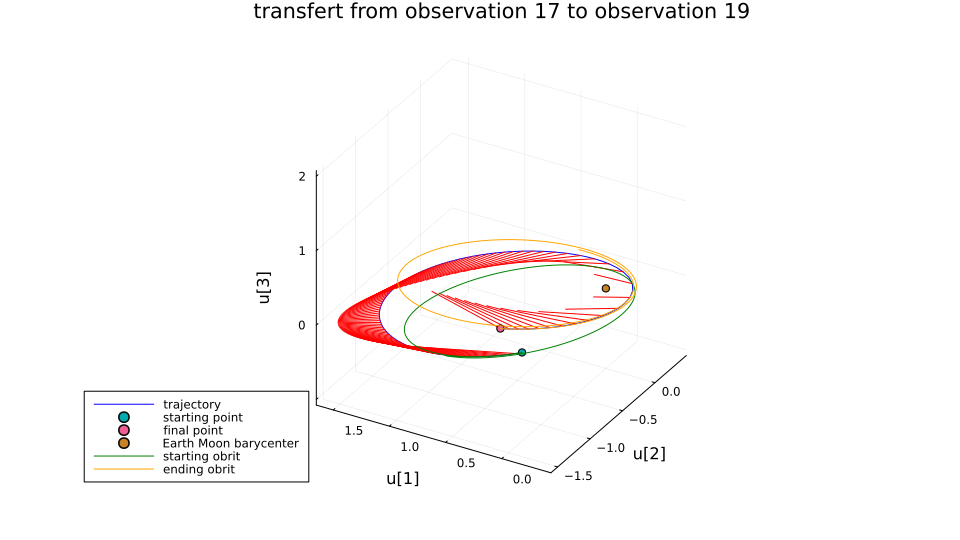 transfert from observation 17 to observation 19
2
1
0
u[3]
1.5
1.0
0.5
0.0
u[1]
0.0
−0.5
−1.0
−1.5
u[2]
trajectory
starting point
final point
Earth Moon barycenter
starting obrit
ending obrit